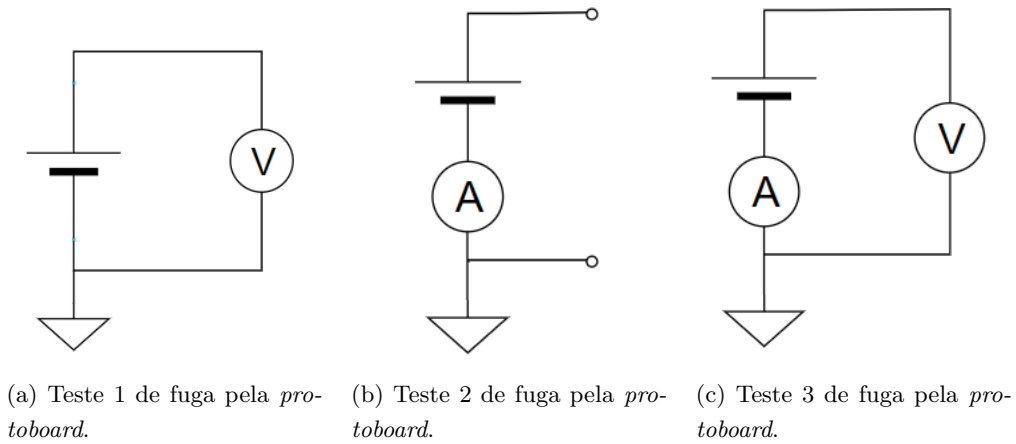 V
A
A
V
(a) Teste 1 de fuga pela pro-
toboard.
(b) Teste 2 de fuga pela pro-
toboard.
(c) Teste 3 de fuga pela pro-
toboard.